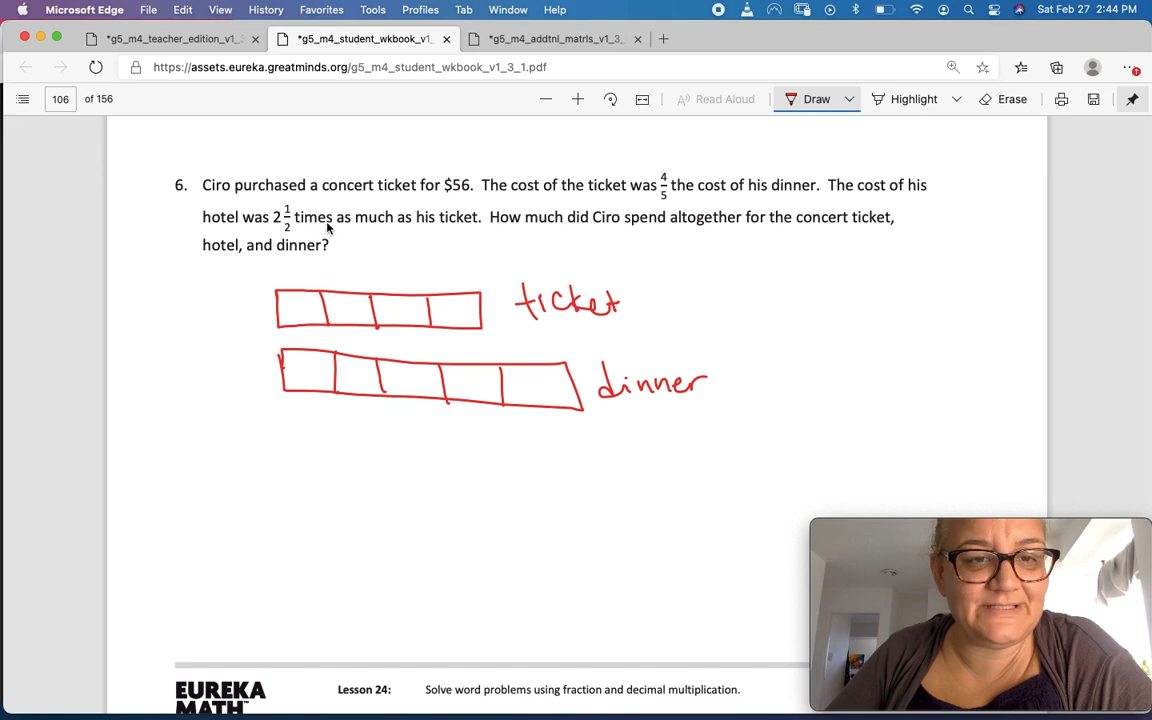 Microsoft Edge File Edit View History Favorites Tools Profiles Tab Window Help Sat Feb 27 2:44 PM
*g5_m4_teacher_edition_v1_3_ *g5_m4_student_wkbook_v1_ *g5_m4_addtnl_matrls_v1_3_
https://assets.eureka.greatminds.org/g5_m4_student_wkbook_v1_3_1.pdf
106 of 156 Read Aloud Draw Highlight Erase
6. Ciro purchased a concert ticket for $56. The cost of the ticket was 4/5 the cost of his dinner. The cost of his
hotel was 2 1/2 times as much as his ticket. How much did Ciro spend altogether for the concert ticket,
hotel, and dinner?
ticket
dinner
EUREKA
MATH™
Lesson 24: Solve word problems using fraction and decimal multiplication.